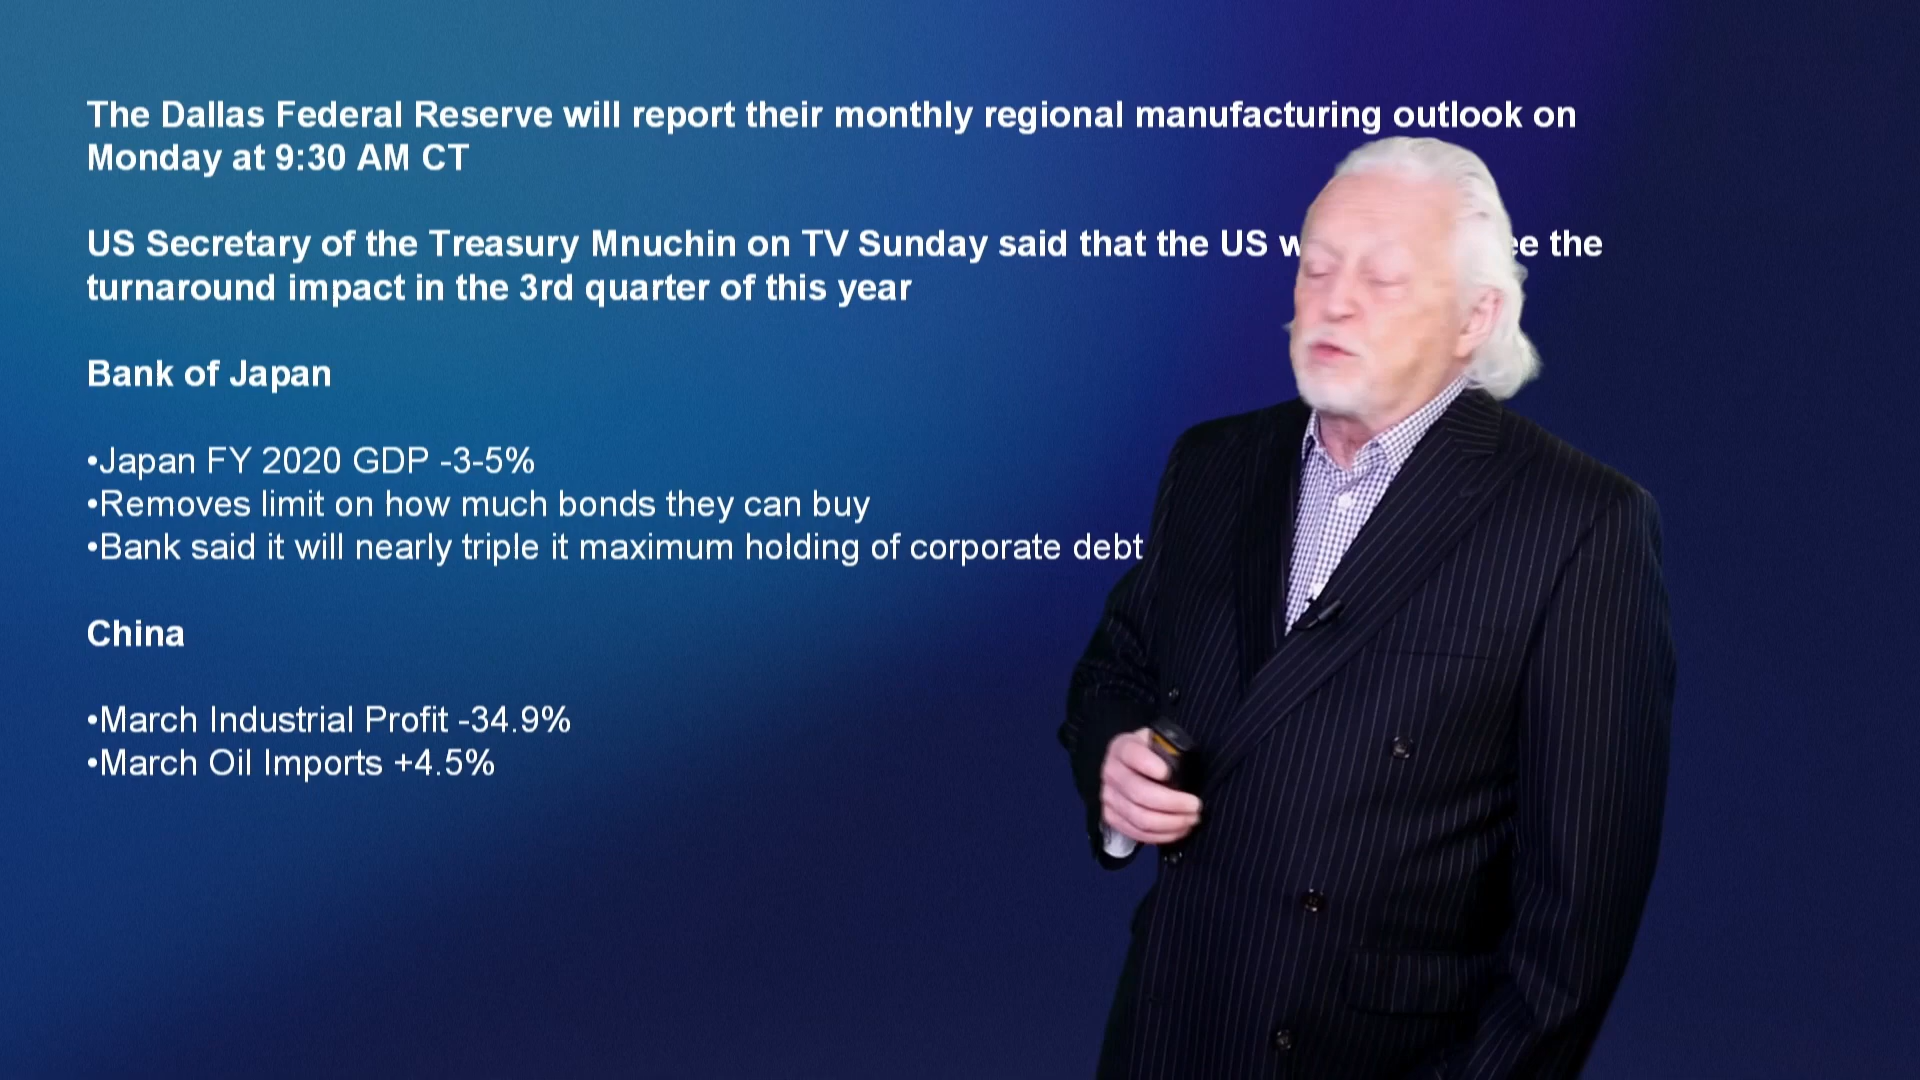 The Dallas Federal Reserve will report their monthly regional manufacturing outlook on
Monday at 9:30 AM CT
US Secretary of the Treasury Mnuchin on TV Sunday said that the US the
turnaround impact in the 3rd quarter of this year
Bank of Japan
•Japan FY 2020 GDP -3-5%
•Removes limit on how much bonds they can buy
•Bank said it will nearly triple it maximum holding of corporate debt
China
•March Industrial Profit -34.9%
•March Oil Imports +4.5%